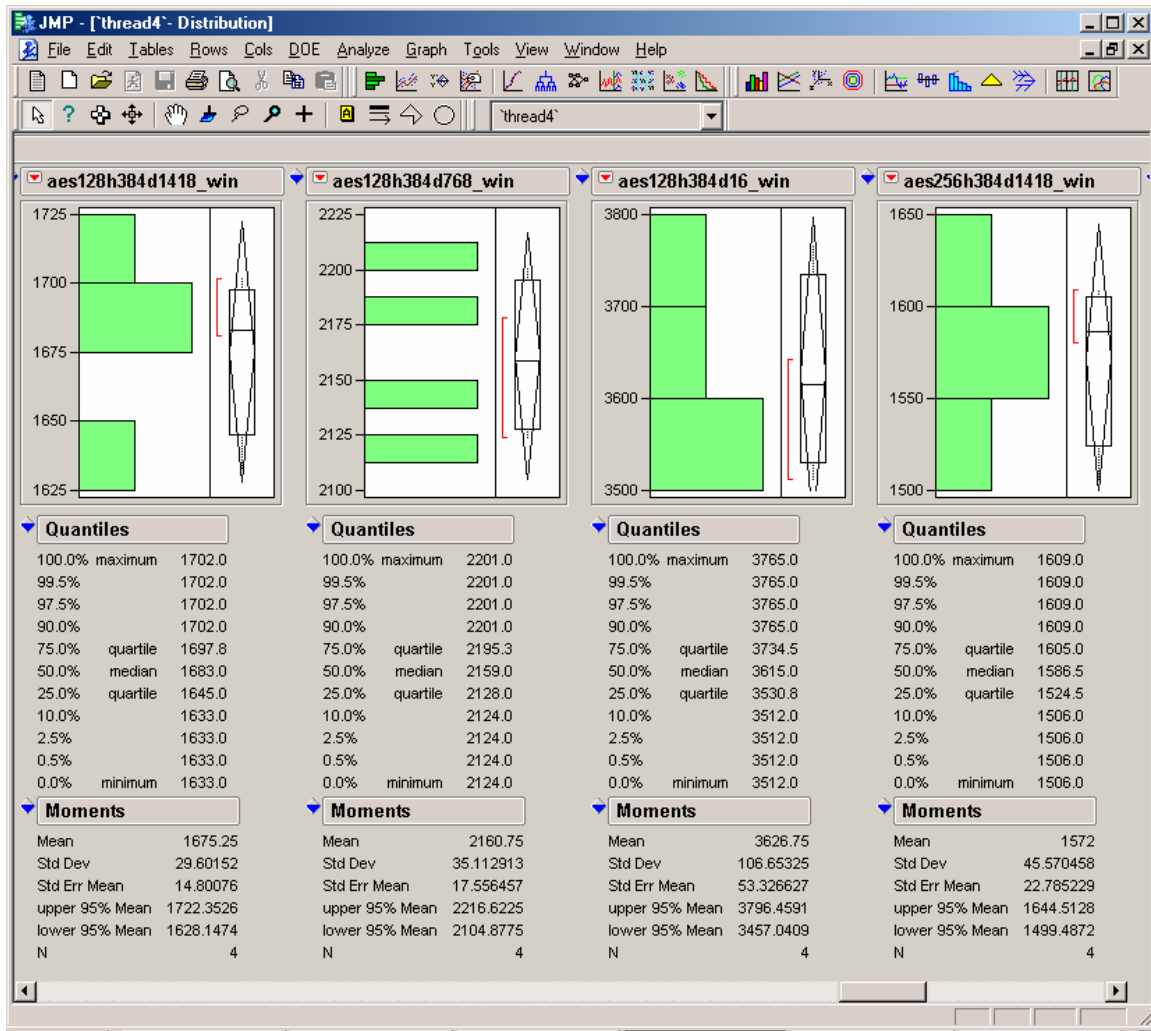 JMP - [`thread4`- Distribution]
File Edit Tables Rows Cols DOE Analyze Graph Tools View Window Help
`thread4`
aes128h384d1418_win
1725
1700
1675
1650
1625
Quantiles
100.0% maximum 1702.0
99.5% 1702.0
97.5% 1702.0
90.0% 1702.0
75.0% quartile 1697.8
50.0% median 1683.0
25.0% quartile 1645.0
10.0% 1633.0
2.5% 1633.0
0.5% 1633.0
0.0% minimum 1633.0
Moments
Mean 1675.25
Std Dev 29.60152
Std Err Mean 14.80076
upper 95% Mean 1722.3526
lower 95% Mean 1628.1474
N 4
aes128h384d768_win
2225
2200
2175
2150
2125
2100
Quantiles
100.0% maximum 2201.0
99.5% 2201.0
97.5% 2201.0
90.0% 2201.0
75.0% quartile 2195.3
50.0% median 2159.0
25.0% quartile 2128.0
10.0% 2124.0
2.5% 2124.0
0.5% 2124.0
0.0% minimum 2124.0
Moments
Mean 2160.75
Std Dev 35.112913
Std Err Mean 17.556457
upper 95% Mean 2216.6225
lower 95% Mean 2104.8775
N 4
aes128h384d16_win
3800
3700
3600
3500
Quantiles
100.0% maximum 3765.0
99.5% 3765.0
97.5% 3765.0
90.0% 3765.0
75.0% quartile 3734.5
50.0% median 3615.0
25.0% quartile 3530.8
10.0% 3512.0
2.5% 3512.0
0.5% 3512.0
0.0% minimum 3512.0
Moments
Mean 3626.75
Std Dev 106.65325
Std Err Mean 53.326627
upper 95% Mean 3796.4591
lower 95% Mean 3457.0409
N 4
aes256h384d1418_win
1650
1600
1550
1500
Quantiles
100.0% maximum 1609.0
99.5% 1609.0
97.5% 1609.0
90.0% 1609.0
75.0% quartile 1605.0
50.0% median 1586.5
25.0% quartile 1524.5
10.0% 1506.0
2.5% 1506.0
0.5% 1506.0
0.0% minimum 1506.0
Moments
Mean 1572
Std Dev 45.570458
Std Err Mean 22.785229
upper 95% Mean 1644.5128
lower 95% Mean 1499.4872
N 4